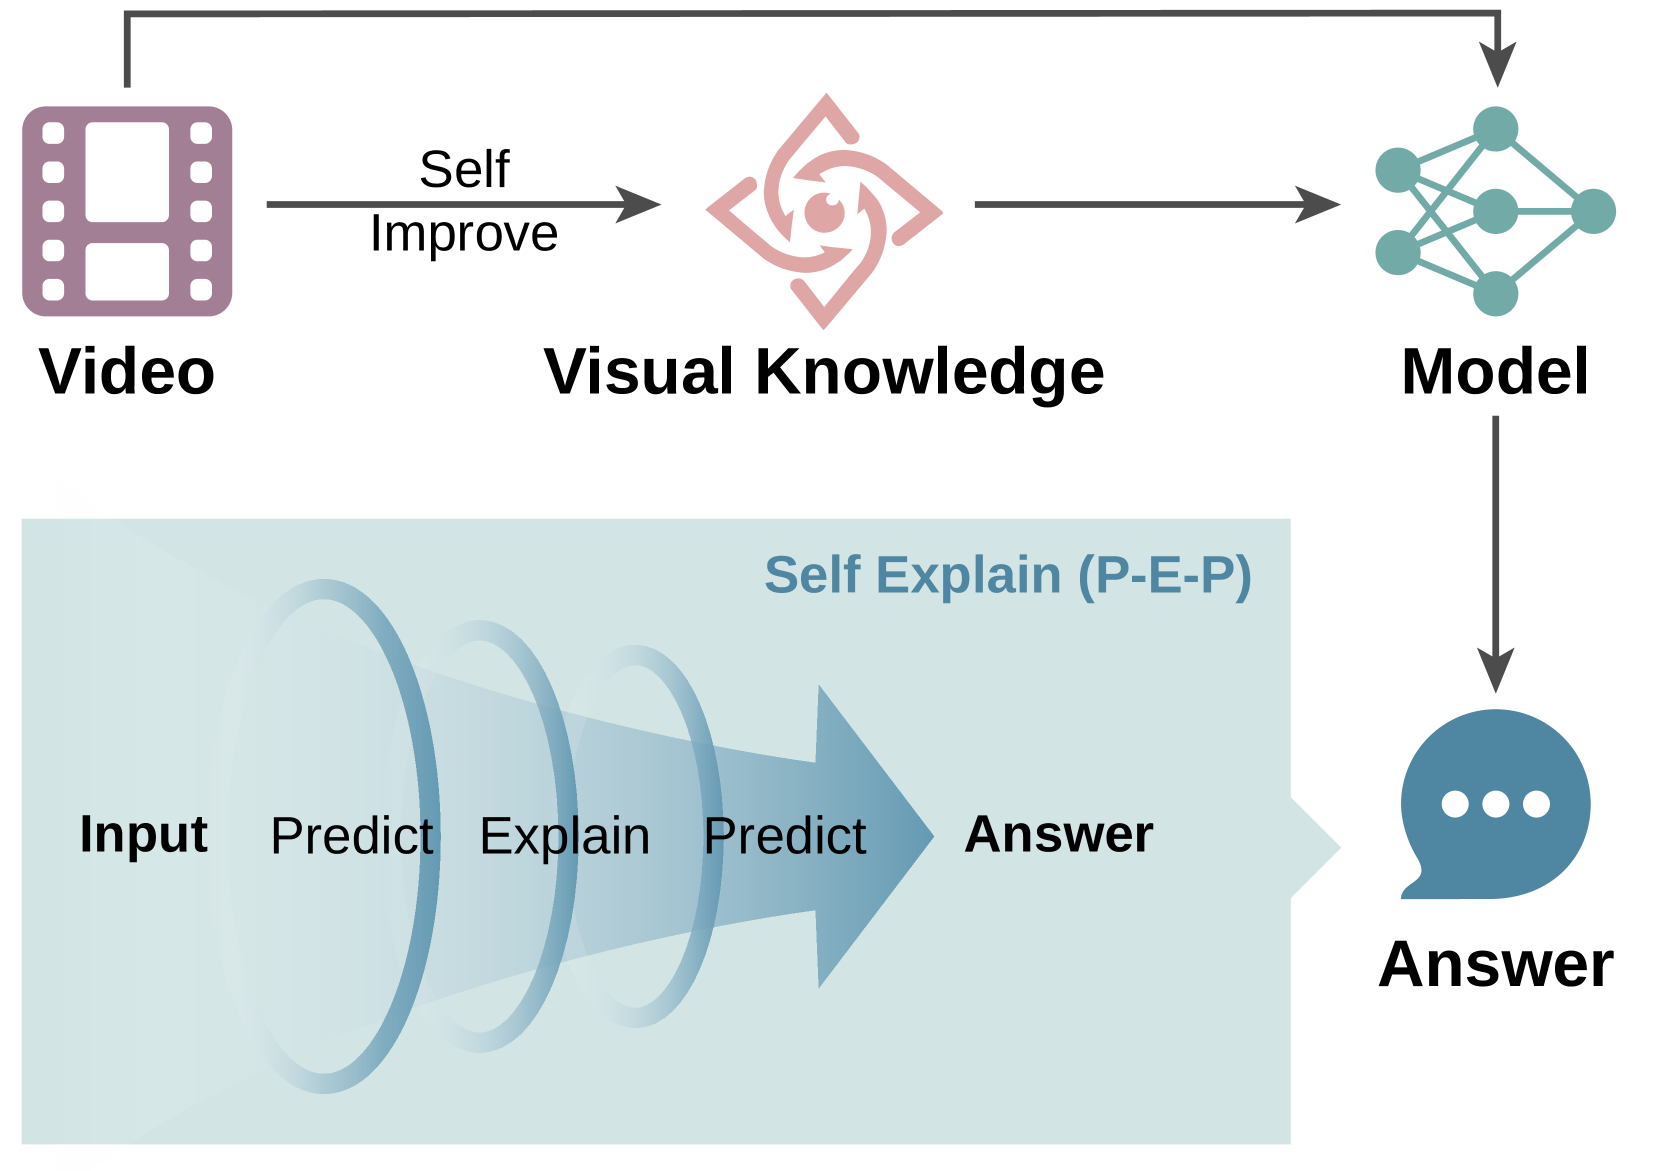 Self
Improve
Video
Visual Knowledge
Model
Self Explain (P-E-P)
Input Predict Explain Predict Answer
Answer